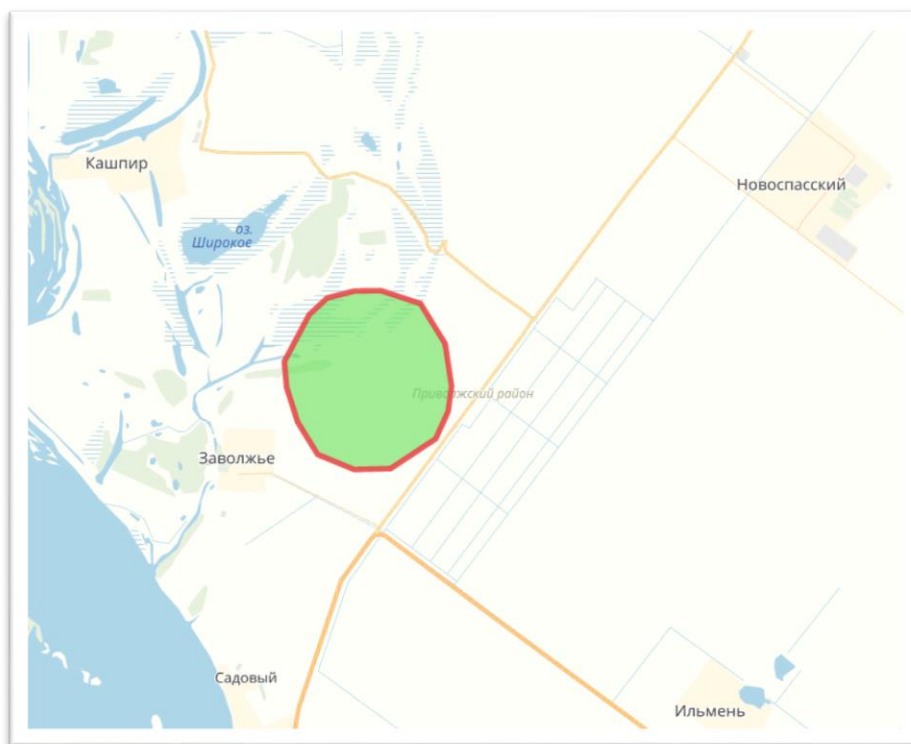 Кашпир
Новоспасский
оз.
Широкое
Приволжский район
Заволжье
Садовый
Ильмень